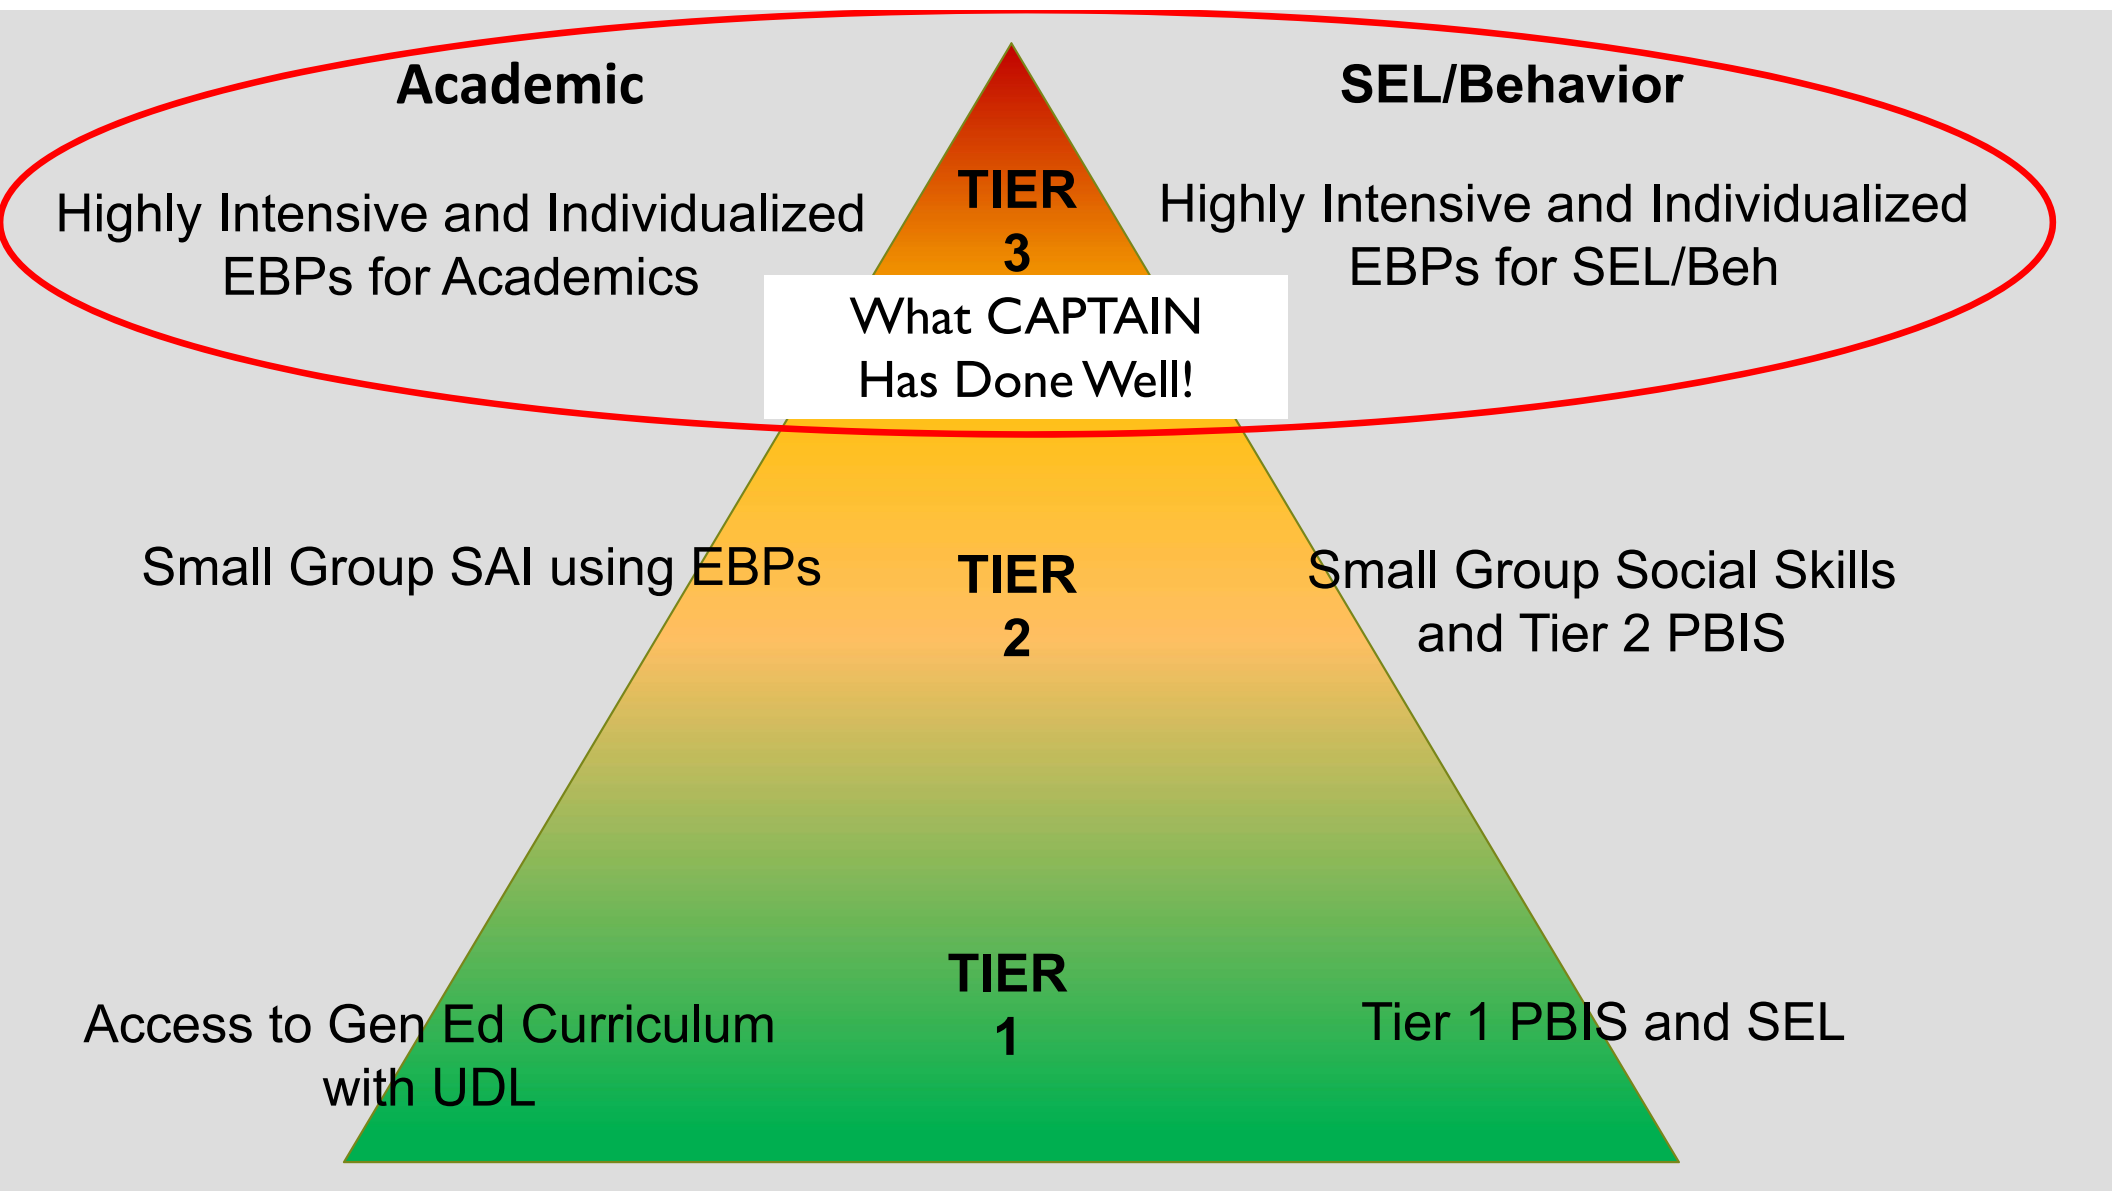 Academic
SEL/Behavior
Highly Intensive and Individualized
EBPs for Academics
TIER
3
Highly Intensive and Individualized
EBPs for SEL/Beh
What CAPTAIN
Has Done Well!
Small Group SAI using EBPs
TIER
2
Small Group Social Skills
and Tier 2 PBIS
Access to Gen Ed Curriculum
with UDL
TIER
1
Tier 1 PBIS and SEL